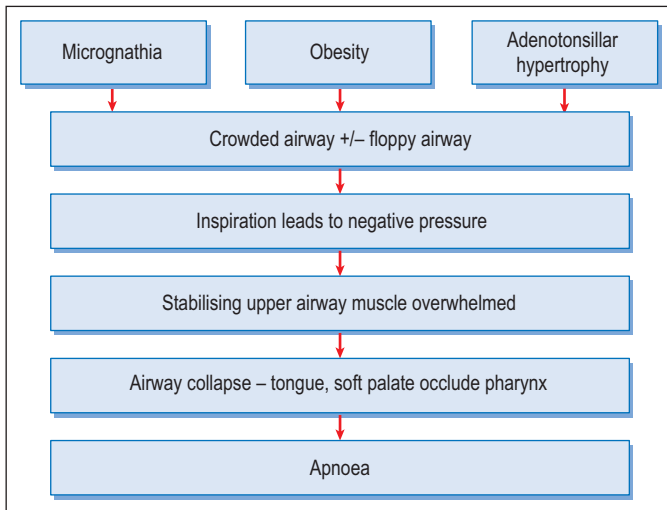 Micrognathia
Obesity
Adenotonsillar
hypertrophy
Crowded airway +/– floppy airway
Inspiration leads to negative pressure
Stabilising upper airway muscle overwhelmed
Airway collapse – tongue, soft palate occlude pharynx
Apnoea